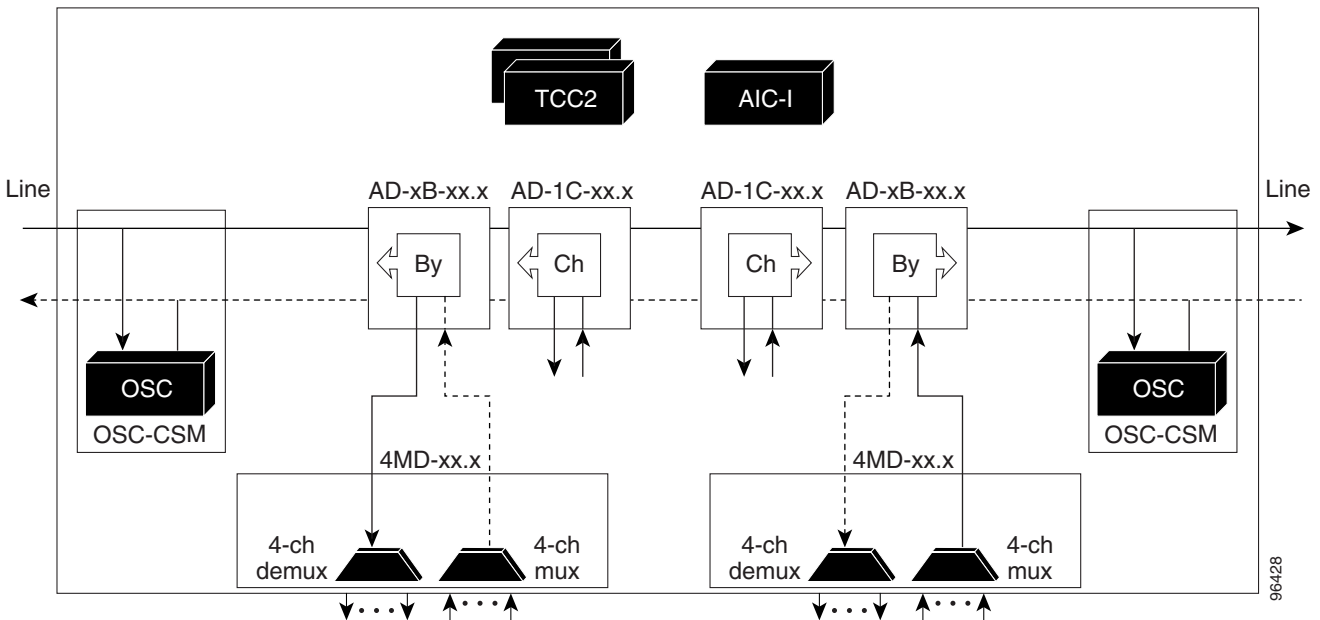 TCC2
AIC-I
Line
AD-xB-xx.x
AD-1C-xx.x
AD-1C-xx.x
AD-xB-xx.x
Line
By
Ch
Ch
By
OSC
OSC-CSM
OSC
OSC-CSM
4MD-xx.x
4MD-xx.x
4-ch
demux
4-ch
mux
4-ch
demux
4-ch
mux
96428